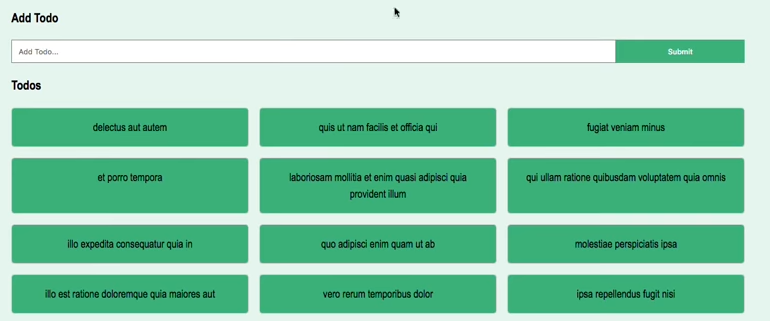 Add Todo
Add Todo...
Submit
Todos
delectus aut autem
quis ut nam facilis et officia qui
fugiat veniam minus
et porro tempora
laboriosam mollitia et enim quasi adipisci quia
provident illum
qui ullam ratione quibusdam voluptatem quia omnis
illo expedita consequatur quia in
quo adipisci enim quam ut ab
molestiae perspiciatis ipsa
illo est ratione doloremque quia maiores aut
vero rerum temporibus dolor
ipsa repellendus fugit nisi